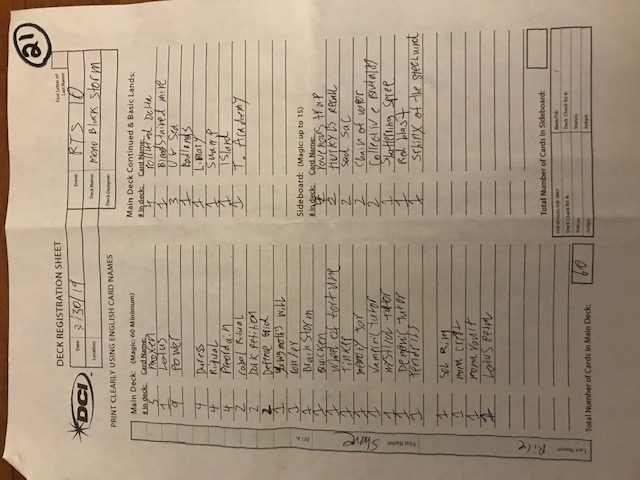 21
DECK REGISTRATION SHEET
First Letter of
Last Name:
DCI
Date: 3/30/19
Event: RTS 10
Location:
Deck Name: Mono Black Storm
Deck Designer:
PRINT CLEARLY USING ENGLISH CARD NAMES
Main Deck: (Magic: 60 Minimum)
# in deck: Card Name:
5 Moxen
1 Lotus
9 Power
4 Duress
4 Ritual
4 Preordain
2 Cabal Ritual
2 Dark Petition
2 Defense Grid
1 Yawgmoth's Will
1
1 Brain Storm
1 Quicken
1 Wheel of fortune
1 Tinker
1 Memory Jar
1 Vampiric tutor
1 Mystical tutor
1 Demonic tutor
1 Tendrils
1 Sol Ring
1 Mana Crypt
1 Mana Vault
1 Lotus Petal
Total Number of Cards in Main Deck: 60
Main Deck Continued & Basic Lands:
# in deck: Card Name:
4 Polluted Delta
1 Bloodstained mire
3 U G Sea
1 Badlands
1 Library
1 Swamp
1 Island
1 T. Academy
Sideboard: (Magic: up to 15)
# in deck: Card Name:
4 ravenous trap
2 Hurkyls Recall
2 Sad Sac
2 Chain of vapor
2 Collective Brutality
1 Shattering Spree
1 Red blast
1 Sphinx of the steelwind
Total Number of Cards in Sideboard:
FOR OFFICIAL USE ONLY
Main/SB:
Deck Check Rd #:
Deck Check Rd #:
Status:
Status:
Judge:
Judge:
DCI #:
First Name: Shane
Last Name: Rice